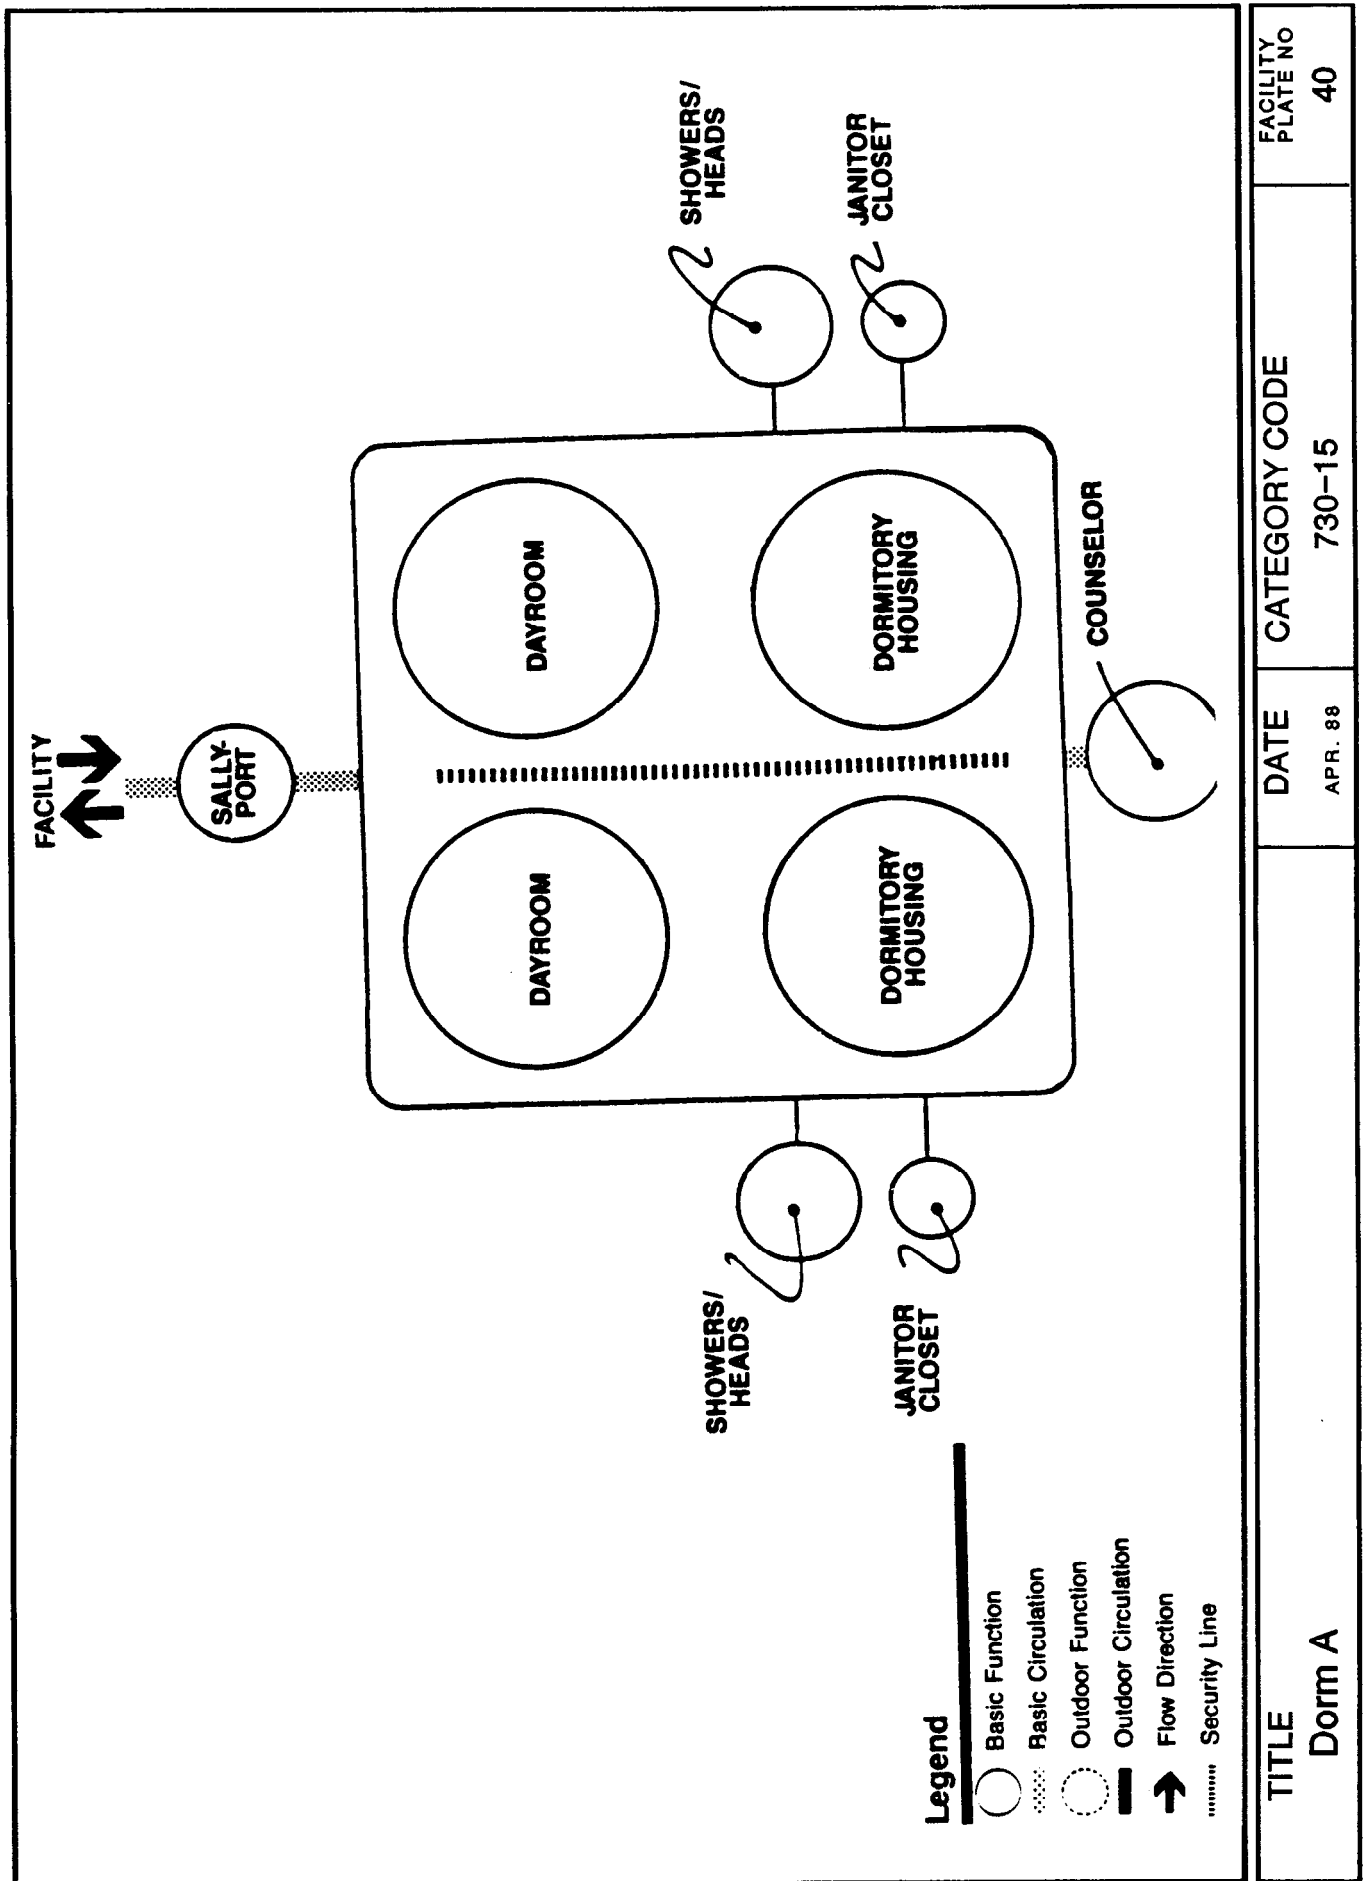 FACILITY
SALLY-
PORT
DAYROOM
DAYROOM
SHOWERS/
HEADS
SHOWERS/
HEADS
DORMITORY
HOUSING
DORMITORY
HOUSING
JANITOR
CLOSET
JANITOR
CLOSET
COUNSELOR
Legend
Basic Function
Basic Circulation
Outdoor Function
Outdoor Circulation
Flow Direction
Security Line
TITLE
Dorm A
DATE
APR. 88
CATEGORY CODE
730-15
FACILITY
PLATE NO
40